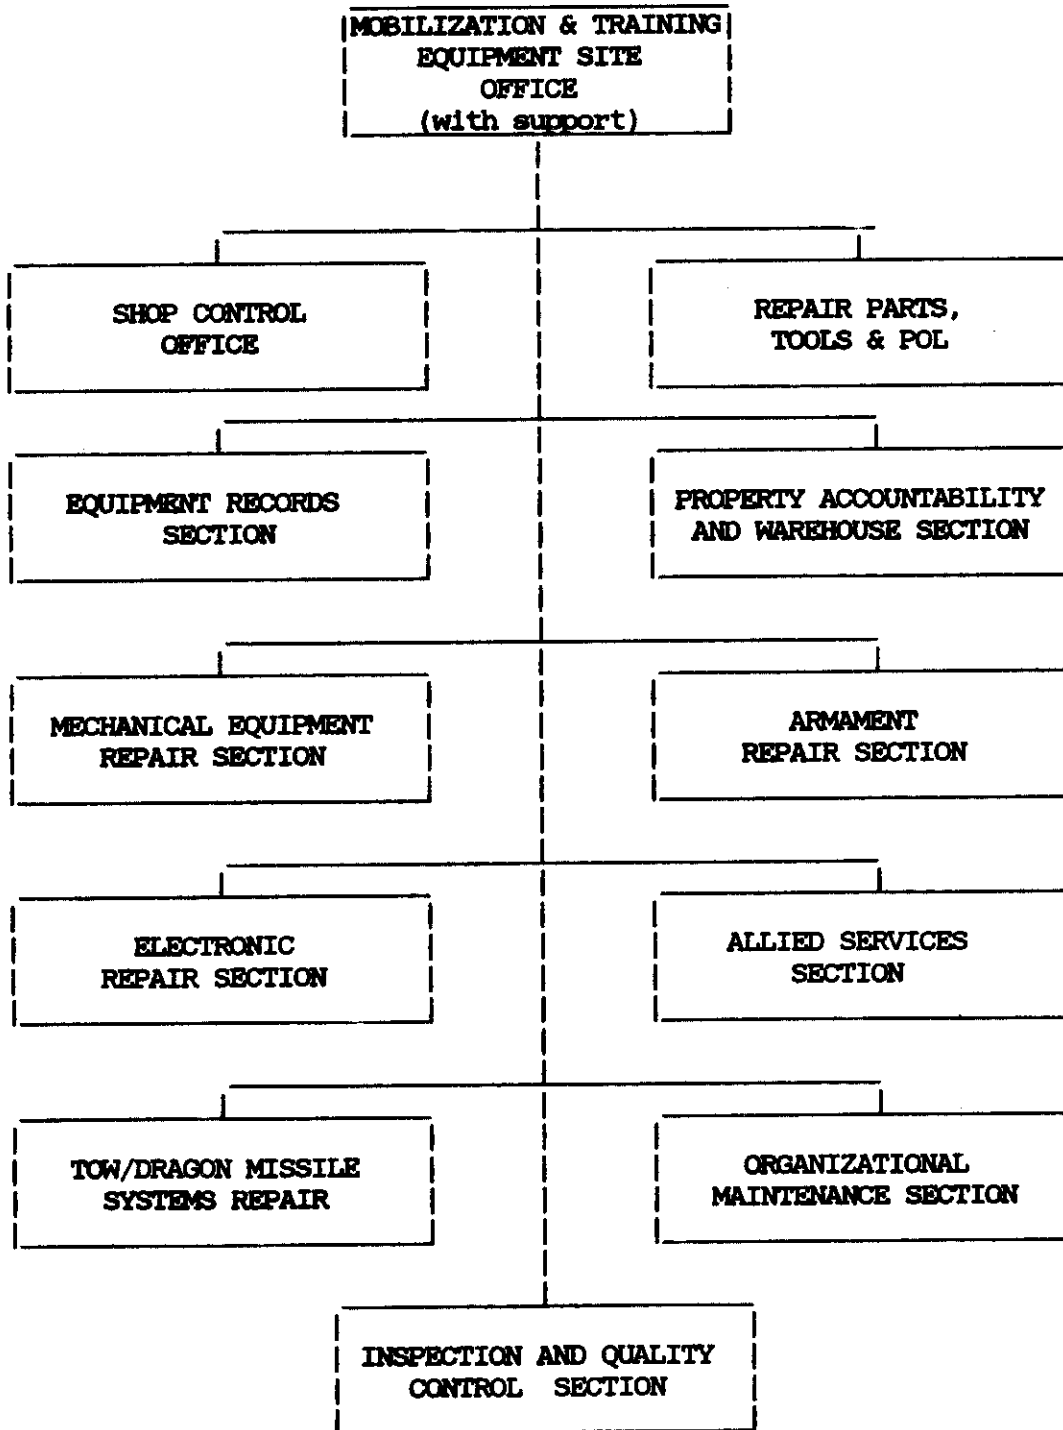 MOBILIZATION & TRAINING
EQUIPMENT SITE
OFFICE
(with support)
SHOP CONTROL
OFFICE
REPAIR PARTS,
TOOLS & POL
EQUIPMENT RECORDS
SECTION
PROPERTY ACCOUNTABILITY
AND WAREHOUSE SECTION
MECHANICAL EQUIPMENT
REPAIR SECTION
ARMAMENT
REPAIR SECTION
ELECTRONIC
REPAIR SECTION
ALLIED SERVICES
SECTION
TOW/DRAGON MISSILE
SYSTEMS REPAIR
ORGANIZATIONAL
MAINTENANCE SECTION
INSPECTION AND QUALITY
CONTROL SECTION